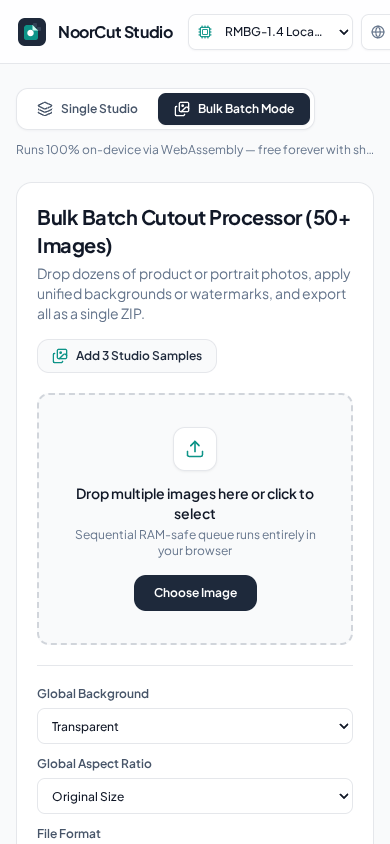 NoorCut Studio
RMBG-1.4 Loca...
Single Studio
Bulk Batch Mode
Runs 100% on-device via WebAssembly — free forever with sh...
Bulk Batch Cutout Processor (50+
Images)
Drop dozens of product or portrait photos, apply
unified backgrounds or watermarks, and export
all as a single ZIP.
Add 3 Studio Samples
Drop multiple images here or click to
select
Sequential RAM-safe queue runs entirely in
your browser
Choose Image
Global Background
Transparent
Global Aspect Ratio
Original Size
File Format